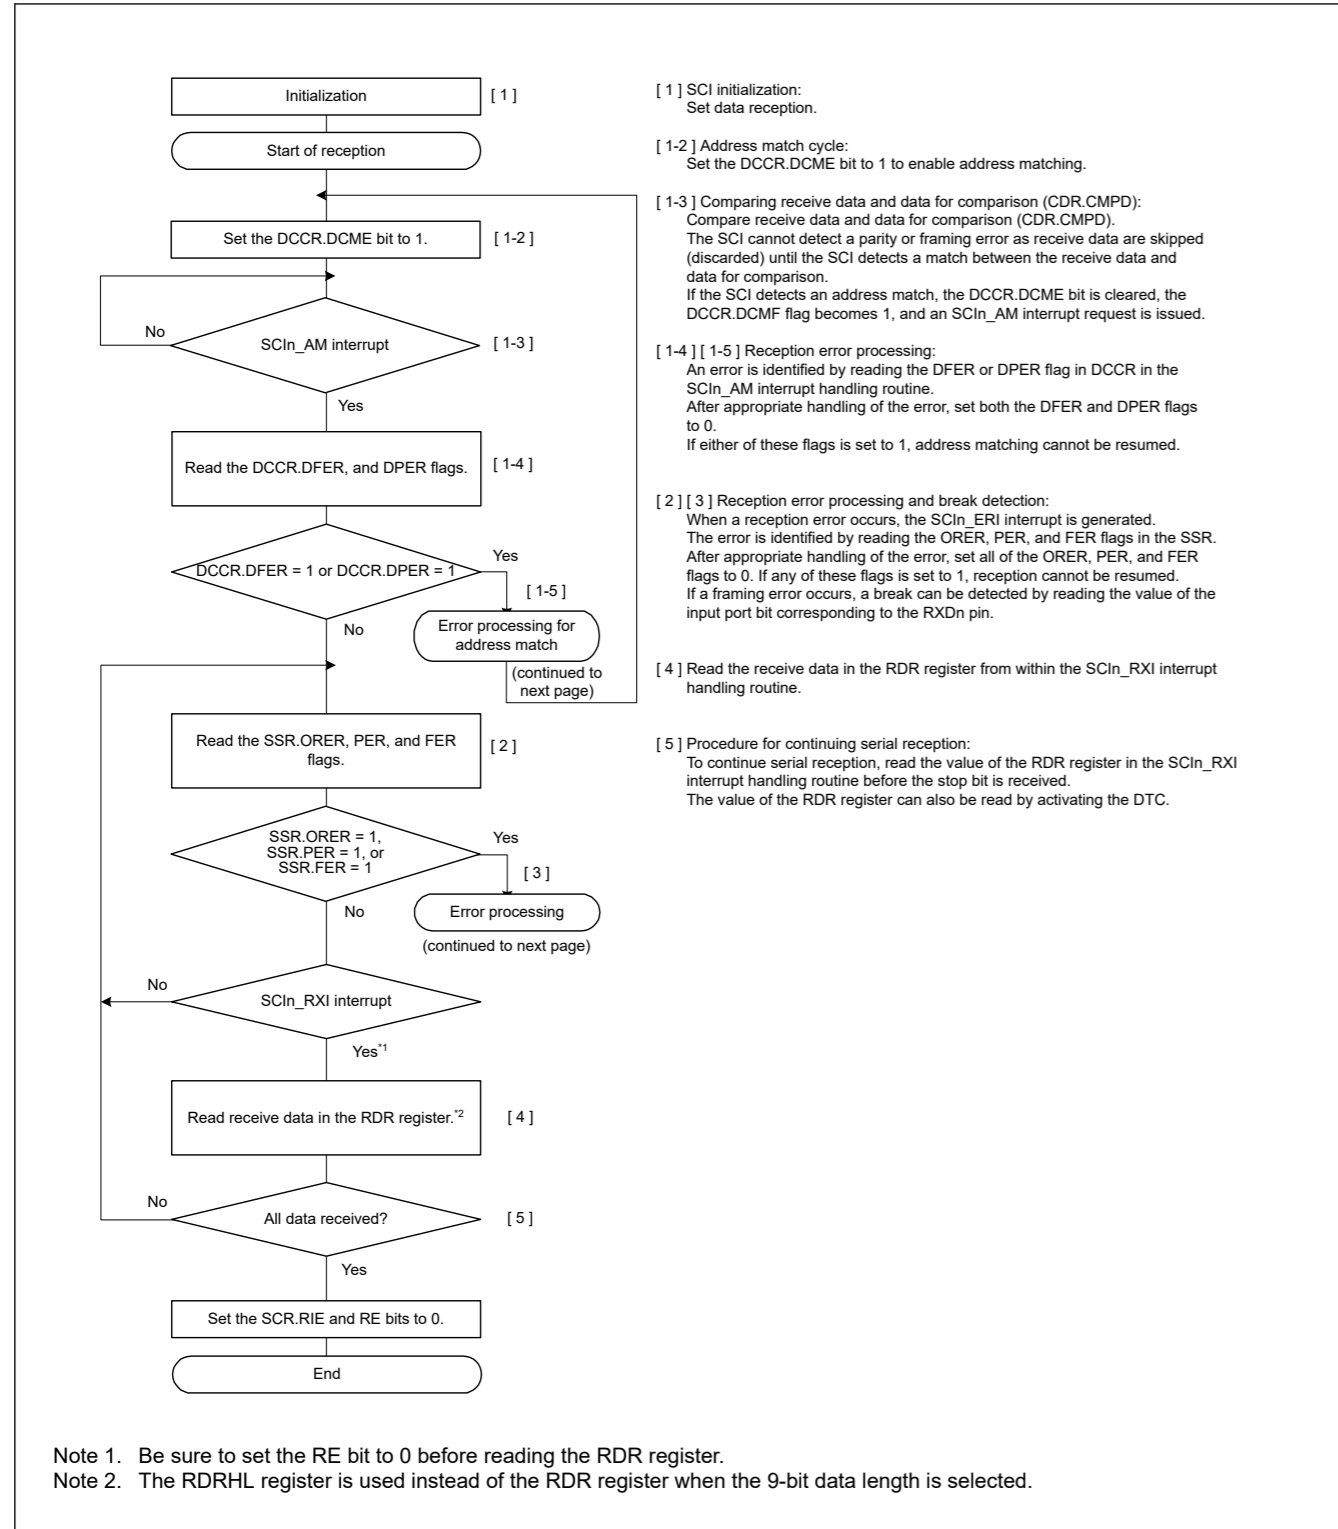 Initialization
[ 1 ]
Start of reception
Set the DCCR.DCME bit to 1.
[ 1-2 ]
No
SCIn_AM interrupt
[ 1-3 ]
Yes
Read the DCCR.DFER, and DPER flags.
[ 1-4 ]
DCCR.DFER = 1 or DCCR.DPER = 1
Yes
[ 1-5 ]
No
Error processing for
address match
(continued to
next page)
Read the SSR.ORER, PER, and FER
flags.
[ 2 ]
SSR.ORER = 1,
SSR.PER = 1, or
SSR.FER = 1
Yes
[ 3 ]
No
Error processing
(continued to next page)
No
SCIn_RXI interrupt
Yes*1
Read receive data in the RDR register.*2
[ 4 ]
No
All data received?
[ 5 ]
Yes
Set the SCR.RIE and RE bits to 0.
End
[ 1 ] SCI initialization:
Set data reception.
[ 1-2 ] Address match cycle:
Set the DCCR.DCME bit to 1 to enable address matching.
[ 1-3 ] Comparing receive data and data for comparison (CDR.CMPD):
Compare receive data and data for comparison (CDR.CMPD).
The SCI cannot detect a parity or framing error as receive data are skipped
(discarded) until the SCI detects a match between the receive data and
data for comparison.
If the SCI detects an address match, the DCCR.DCME bit is cleared, the
DCCR.DCMF flag becomes 1, and an SCIn_AM interrupt request is issued.
[ 1-4 ] [ 1-5 ] Reception error processing:
An error is identified by reading the DFER or DPER flag in DCCR in the
SCIn_AM interrupt handling routine.
After appropriate handling of the error, set both the DFER and DPER flags
to 0.
If either of these flags is set to 1, address matching cannot be resumed.
[ 2 ] [ 3 ] Reception error processing and break detection:
When a reception error occurs, the SCIn_ERI interrupt is generated.
The error is identified by reading the ORER, PER, and FER flags in the SSR.
After appropriate handling of the error, set all of the ORER, PER, and FER
flags to 0. If any of these flags is set to 1, reception cannot be resumed.
If a framing error occurs, a break can be detected by reading the value of the
input port bit corresponding to the RXDn pin.
[ 4 ] Read the receive data in the RDR register from within the SCIn_RXI interrupt
handling routine.
[ 5 ] Procedure for continuing serial reception:
To continue serial reception, read the value of the RDR register in the SCIn_RXI
interrupt handling routine before the stop bit is received.
The value of the RDR register can also be read by activating the DTC.
Note 1. Be sure to set the RE bit to 0 before reading the RDR register.
Note 2. The RDRHL register is used instead of the RDR register when the 9-bit data length is selected.